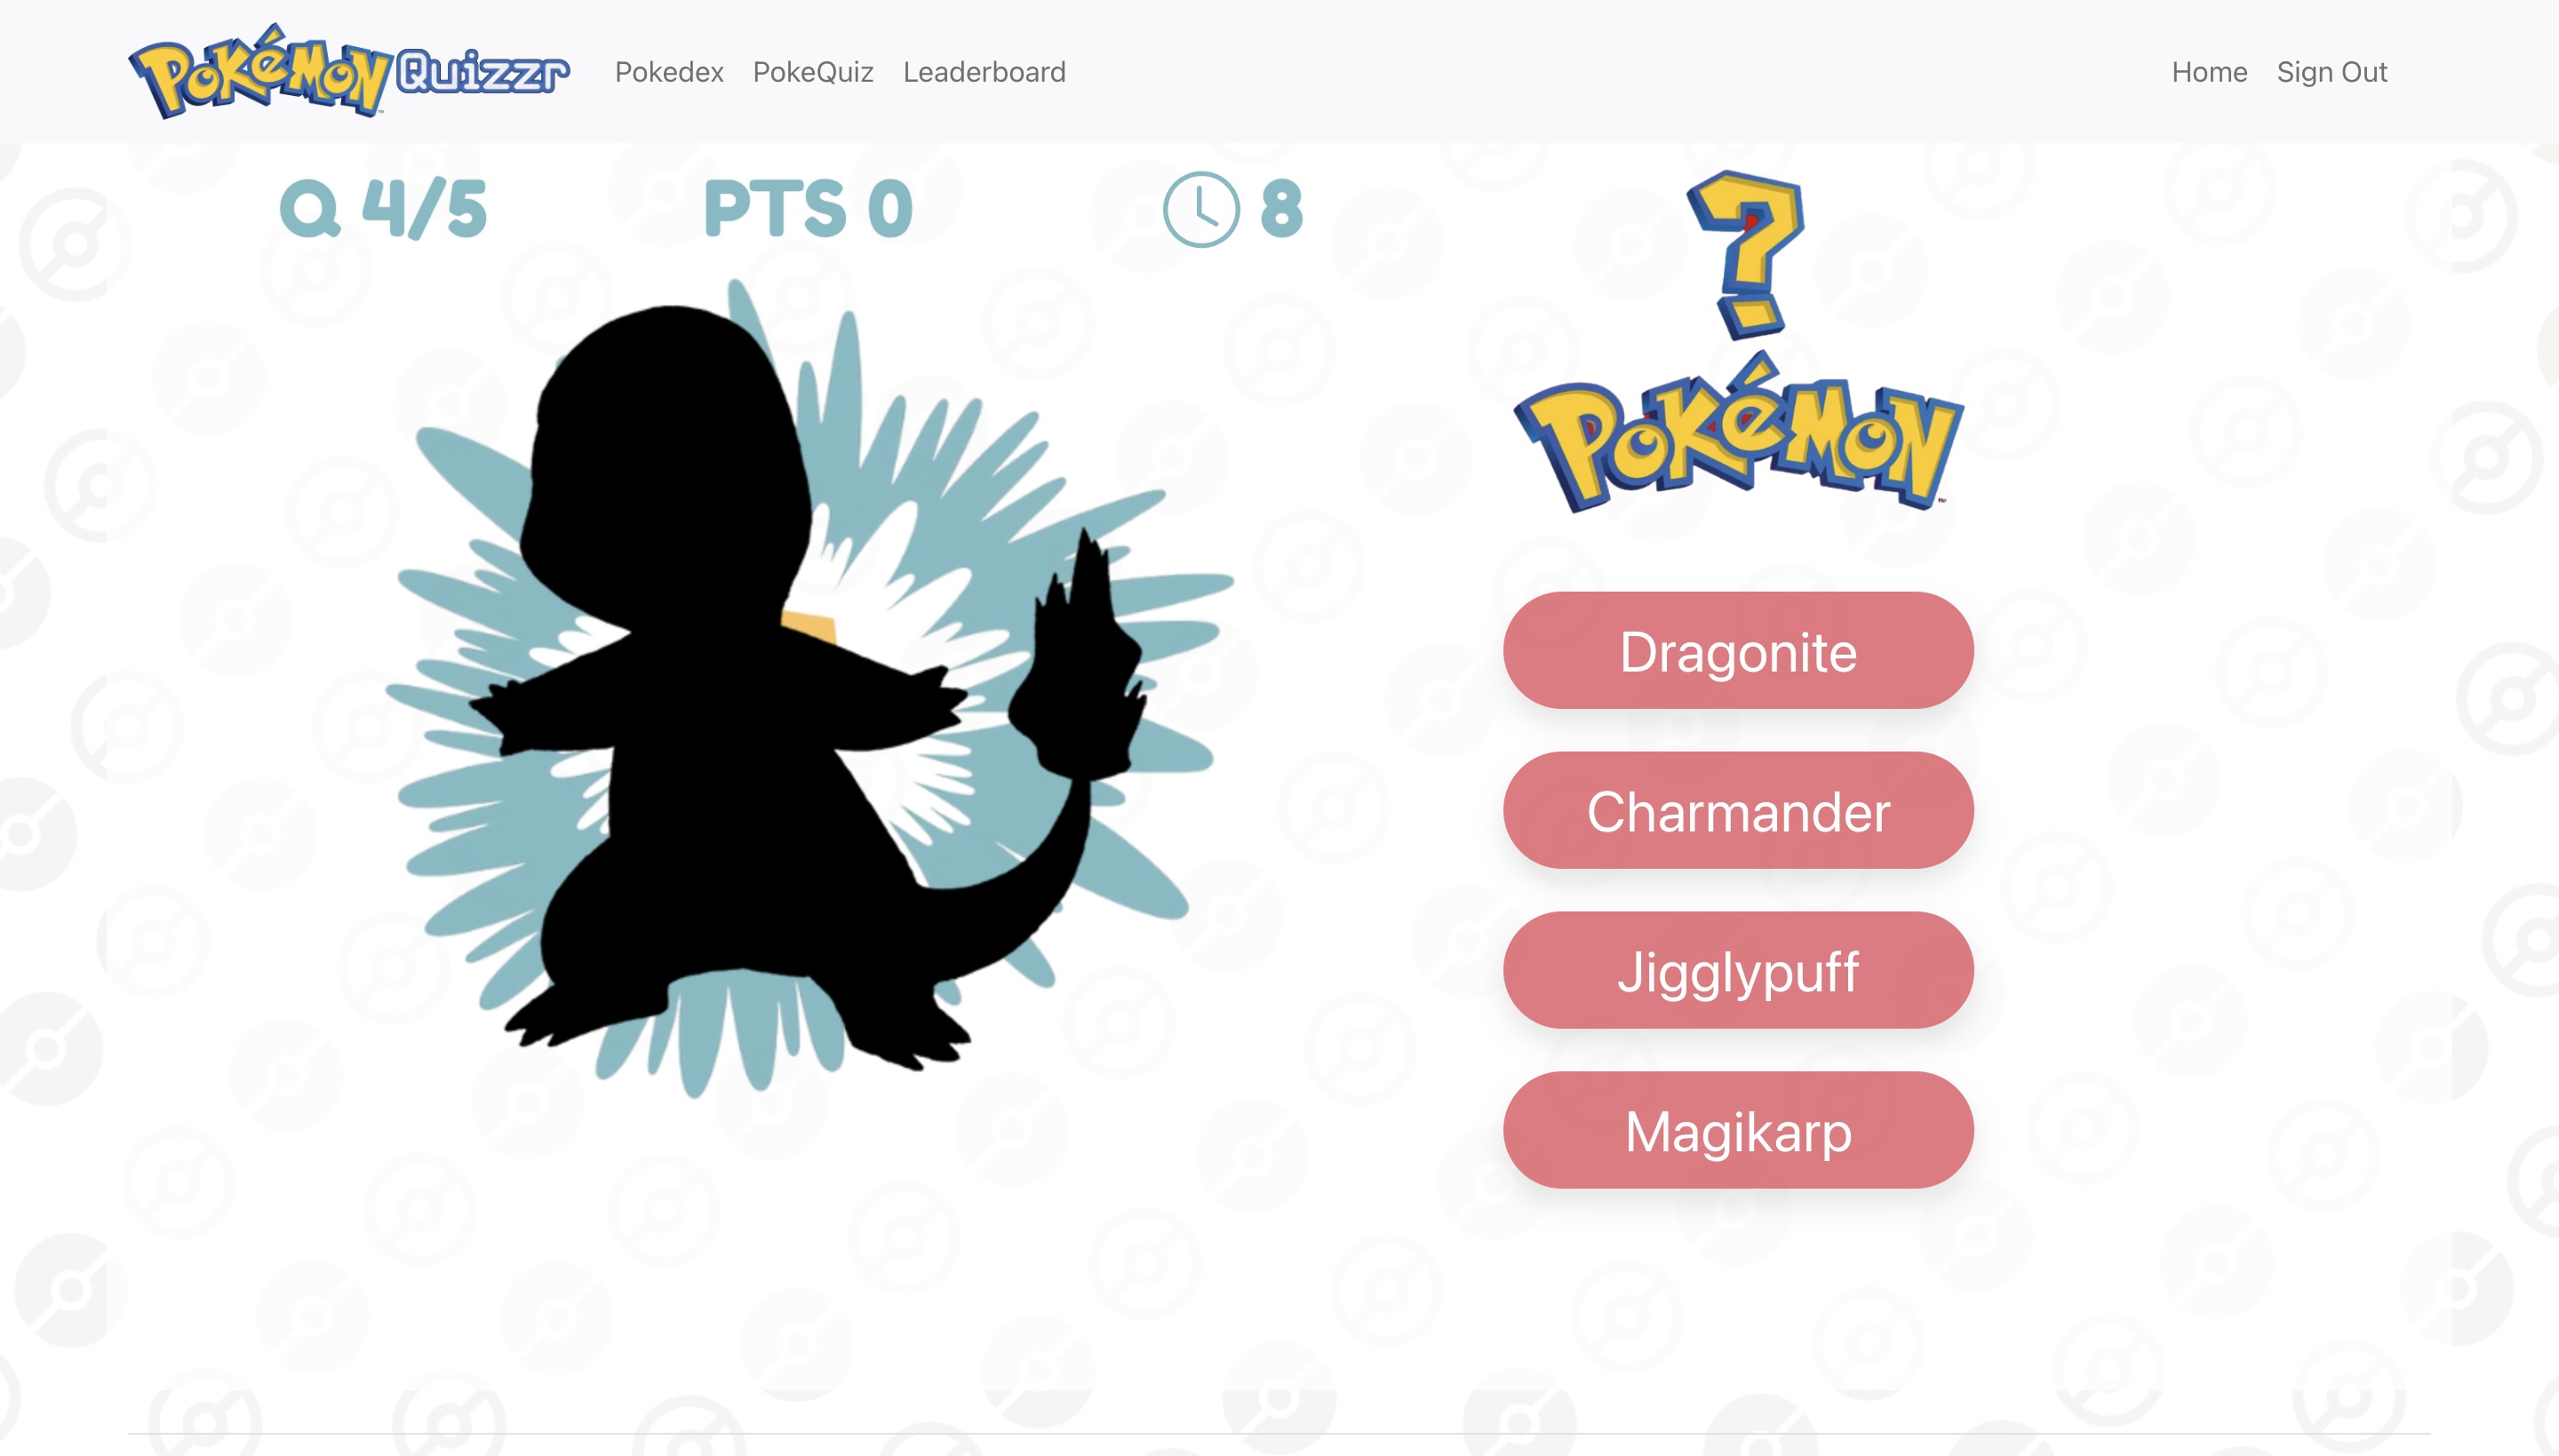 Pokémon Quizzr Pokedex PokeQuiz Leaderboard Home Sign Out
Q 4/5 PTS 0 8
?
Pokémon
Dragonite
Charmander
Jigglypuff
Magikarp